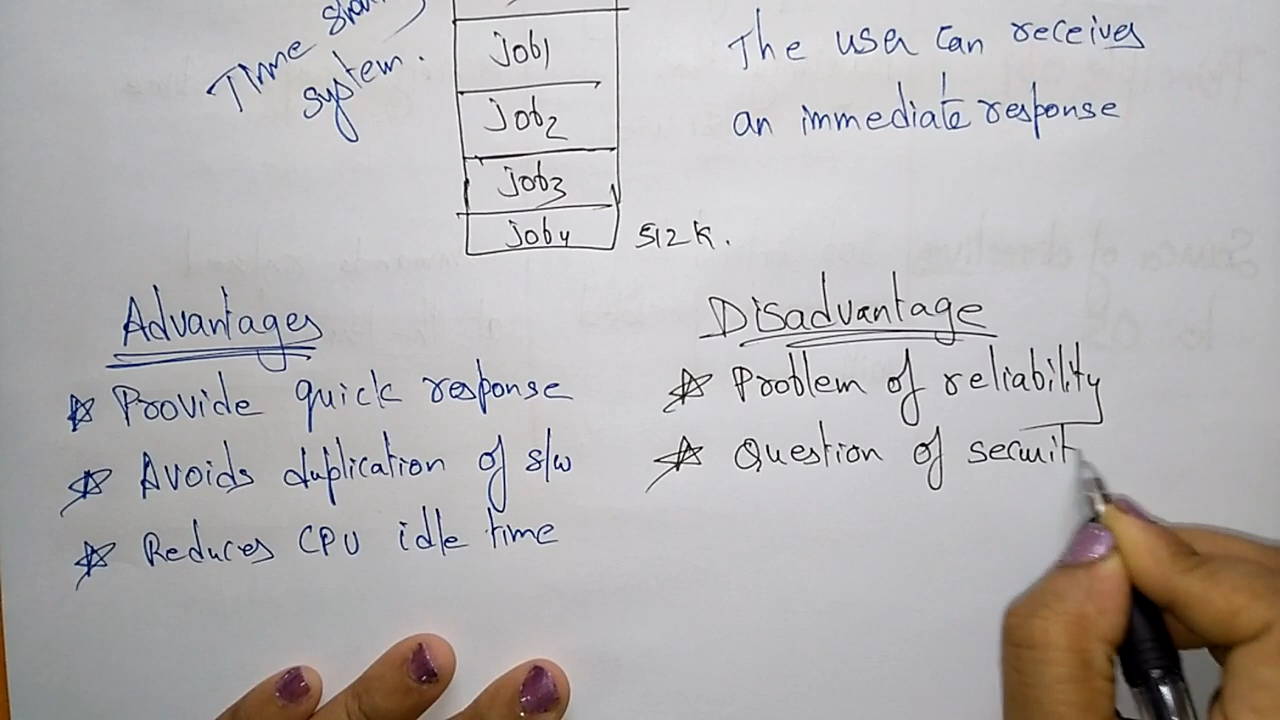 Time
system.
job1
job2
job3
job4
512K.
The user can receives
an immediate response
Advantages
Provide quick response
Avoids duplication of s/w
Reduces CPU idle time
Disadvantage
Problem of reliability
Question of securit